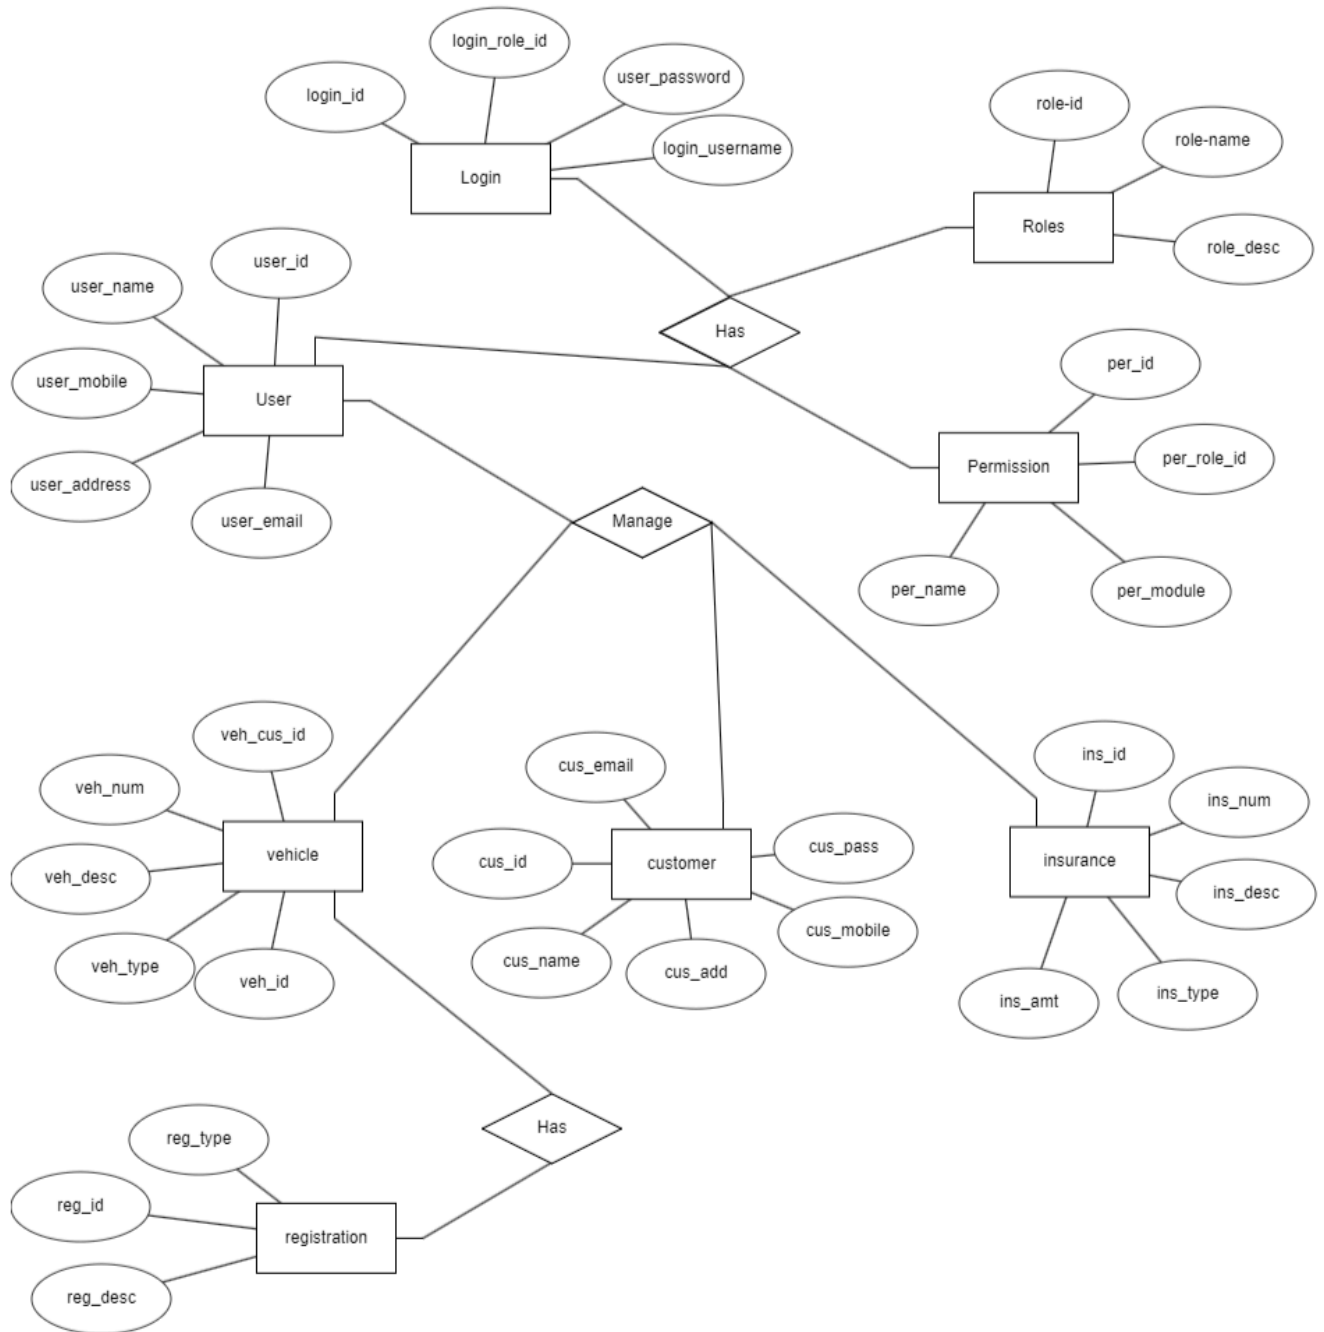 login_role_id
user_password
login_id
role-id
role-name
login_username
Login
Roles
role_desc
user_id
user_name
Has
per_id
user_mobile
User
per_role_id
Permission
user_address
user_email
Manage
per_name
per_module
veh_cus_id
ins_id
cus_email
veh_num
ins_num
vehicle
cus_pass
cus_id
customer
insurance
veh_desc
ins_desc
cus_mobile
veh_type
cus_name
cus_add
veh_id
ins_type
ins_amt
Has
reg_type
reg_id
registration
reg_desc